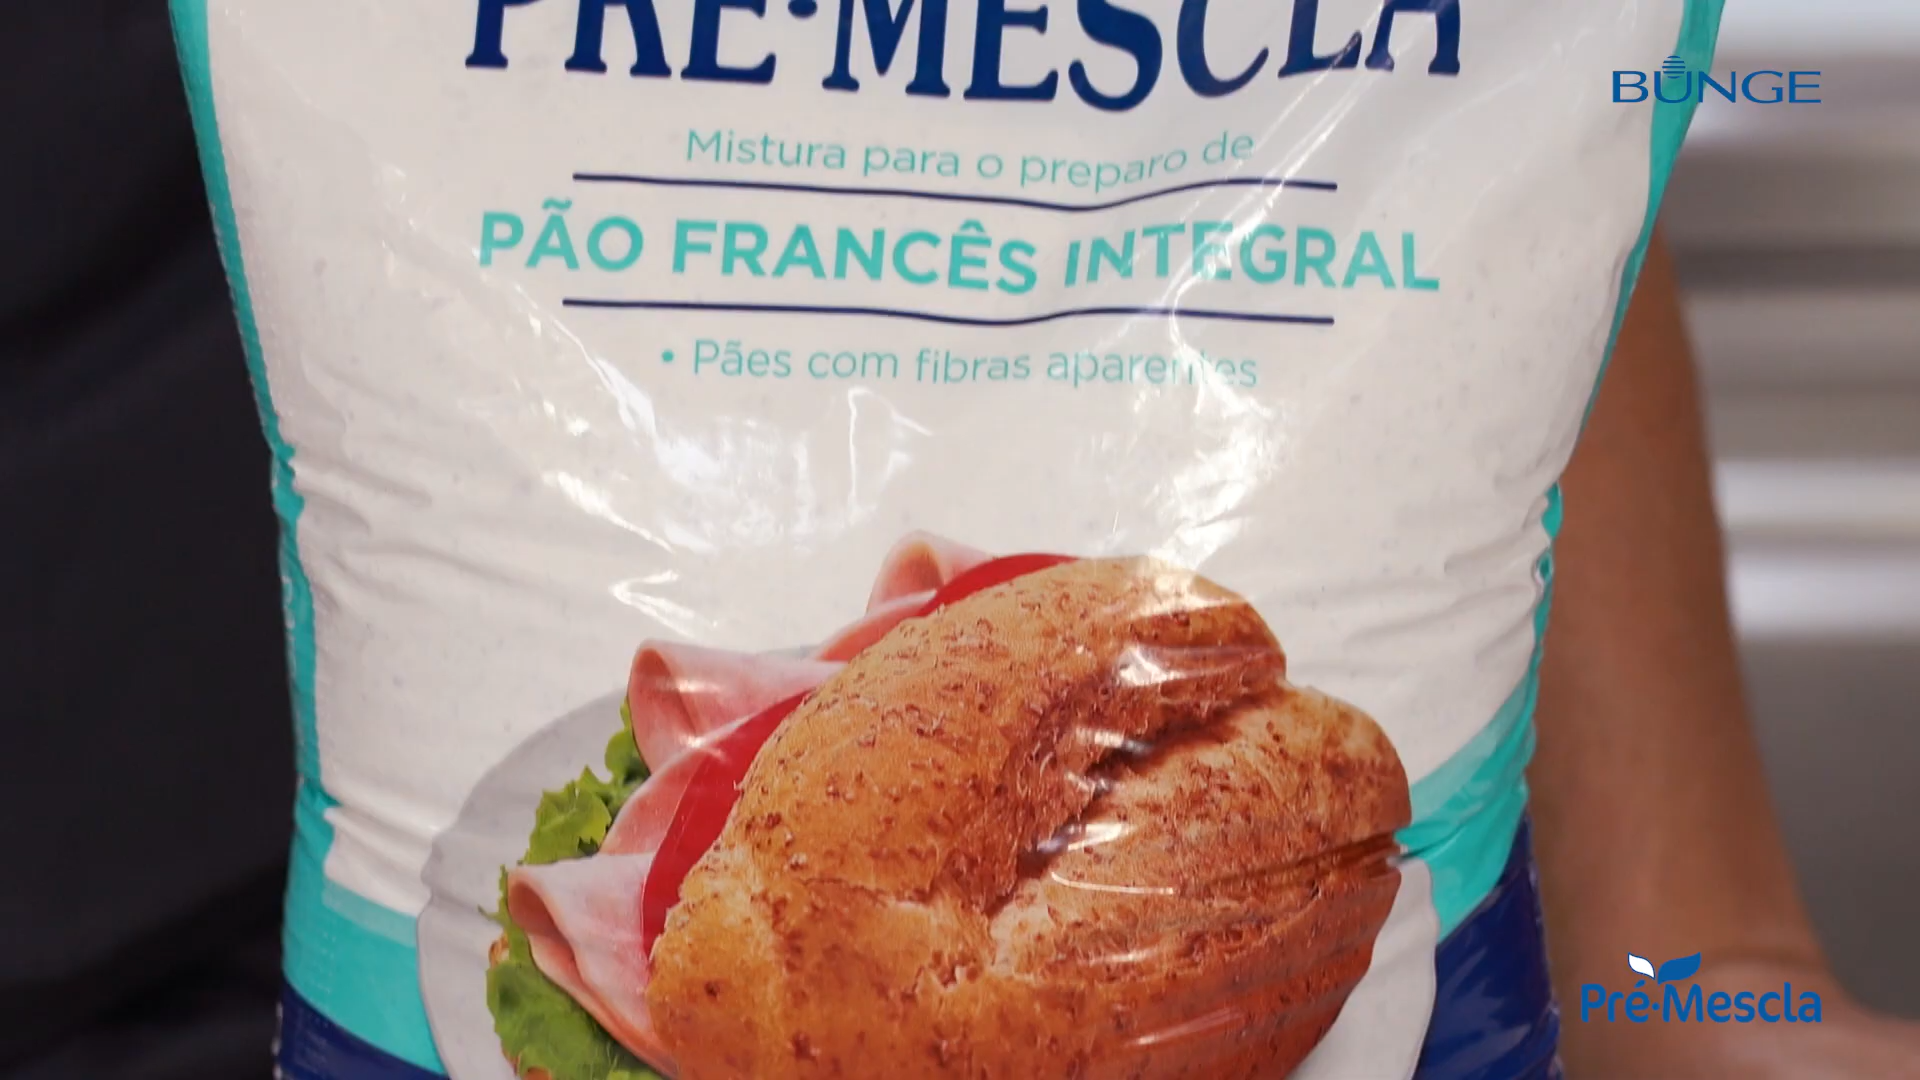 PRÉ-MESCLA
BUNGE
Mistura para o preparo de
PÃO FRANCÊS INTEGRAL
• Pães com fibras aparentes
Pré-Mescla